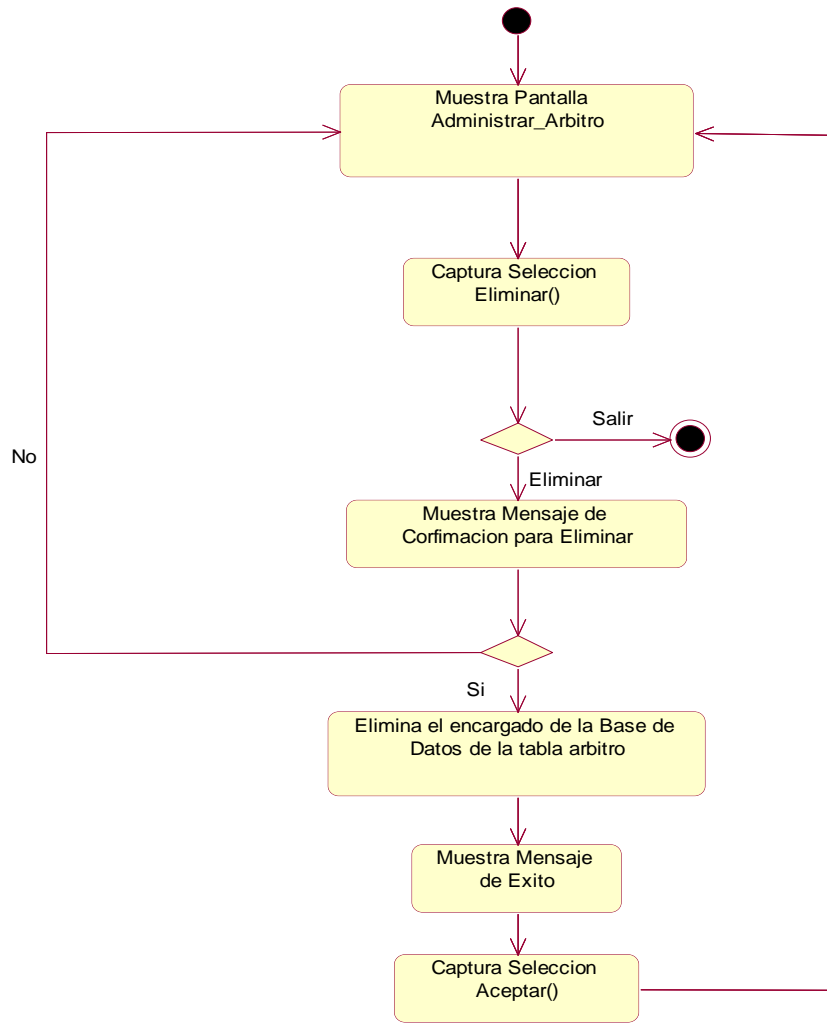 Muestra Pantalla
Administrar_Arbitro
Captura Seleccion
Eliminar()
Salir
No
Eliminar
Muestra Mensaje de
Corfimacion para Eliminar
Si
Elimina el encargado de la Base de
Datos de la tabla arbitro
Muestra Mensaje
de Exito
Captura Seleccion
Aceptar()